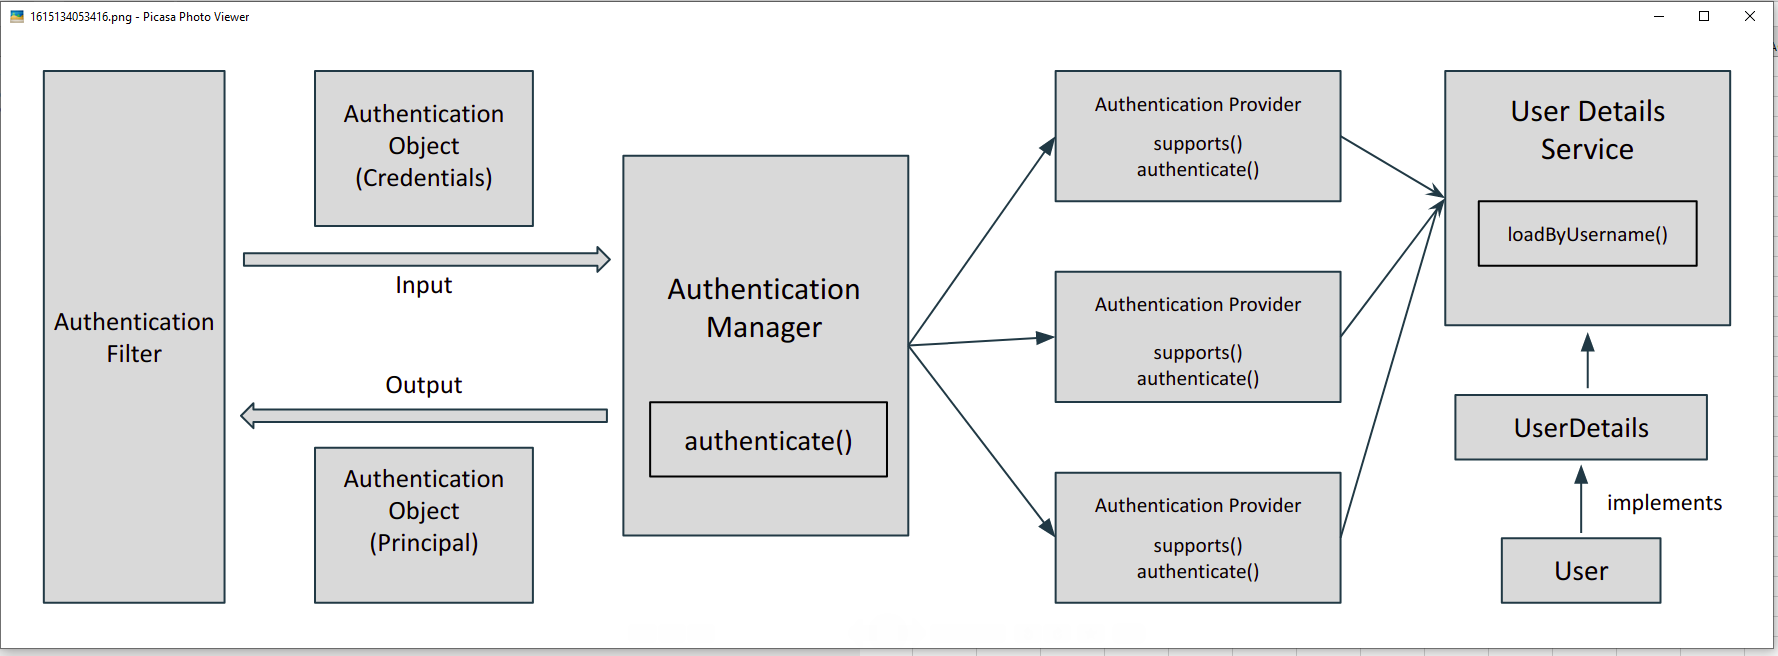 1615134053416.png - Picasa Photo Viewer
Authentication
Filter
Authentication
Object
(Credentials)
Input
Output
Authentication
Object
(Principal)
Authentication
Manager
authenticate()
Authentication Provider
supports()
authenticate()
Authentication Provider
supports()
authenticate()
Authentication Provider
supports()
authenticate()
User Details
Service
loadByUsername()
UserDetails
implements
User